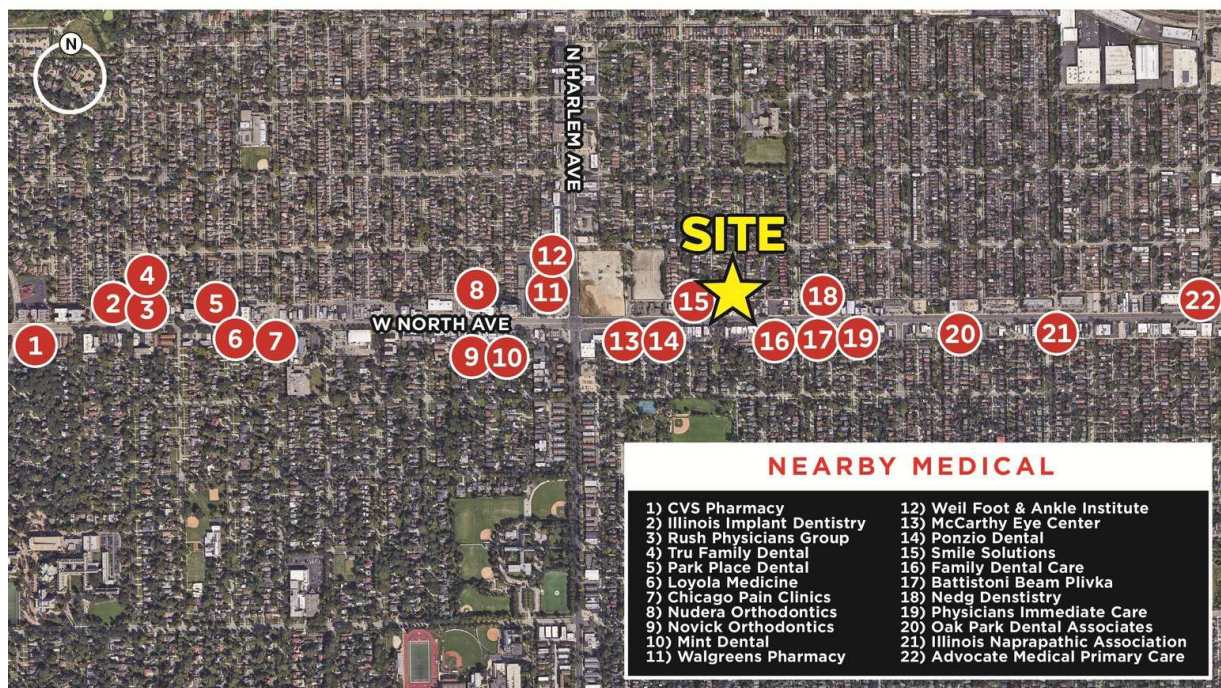 N
N HARLEM AVE
SITE
4
12
2
3
5
8
11
15
18
22
W NORTH AVE
1
6
7
9
10
13
14
16
17
19
20
21
NEARBY MEDICAL
1) CVS Pharmacy
2) Illinois Implant Dentistry
3) Rush Physicians Group
4) Tru Family Dental
5) Park Place Dental
6) Loyola Medicine
7) Chicago Pain Clinics
8) Nudera Orthodontics
9) Novick Orthodontics
10) Mint Dental
11) Walgreens Pharmacy
12) Weil Foot & Ankle Institute
13) McCarthy Eye Center
14) Ponzio Dental
15) Smile Solutions
16) Family Dental Care
17) Battistoni Beam Plivka
18) Nedg Denstistry
19) Physicians Immediate Care
20) Oak Park Dental Associates
21) Illinois Naprapathic Association
22) Advocate Medical Primary Care